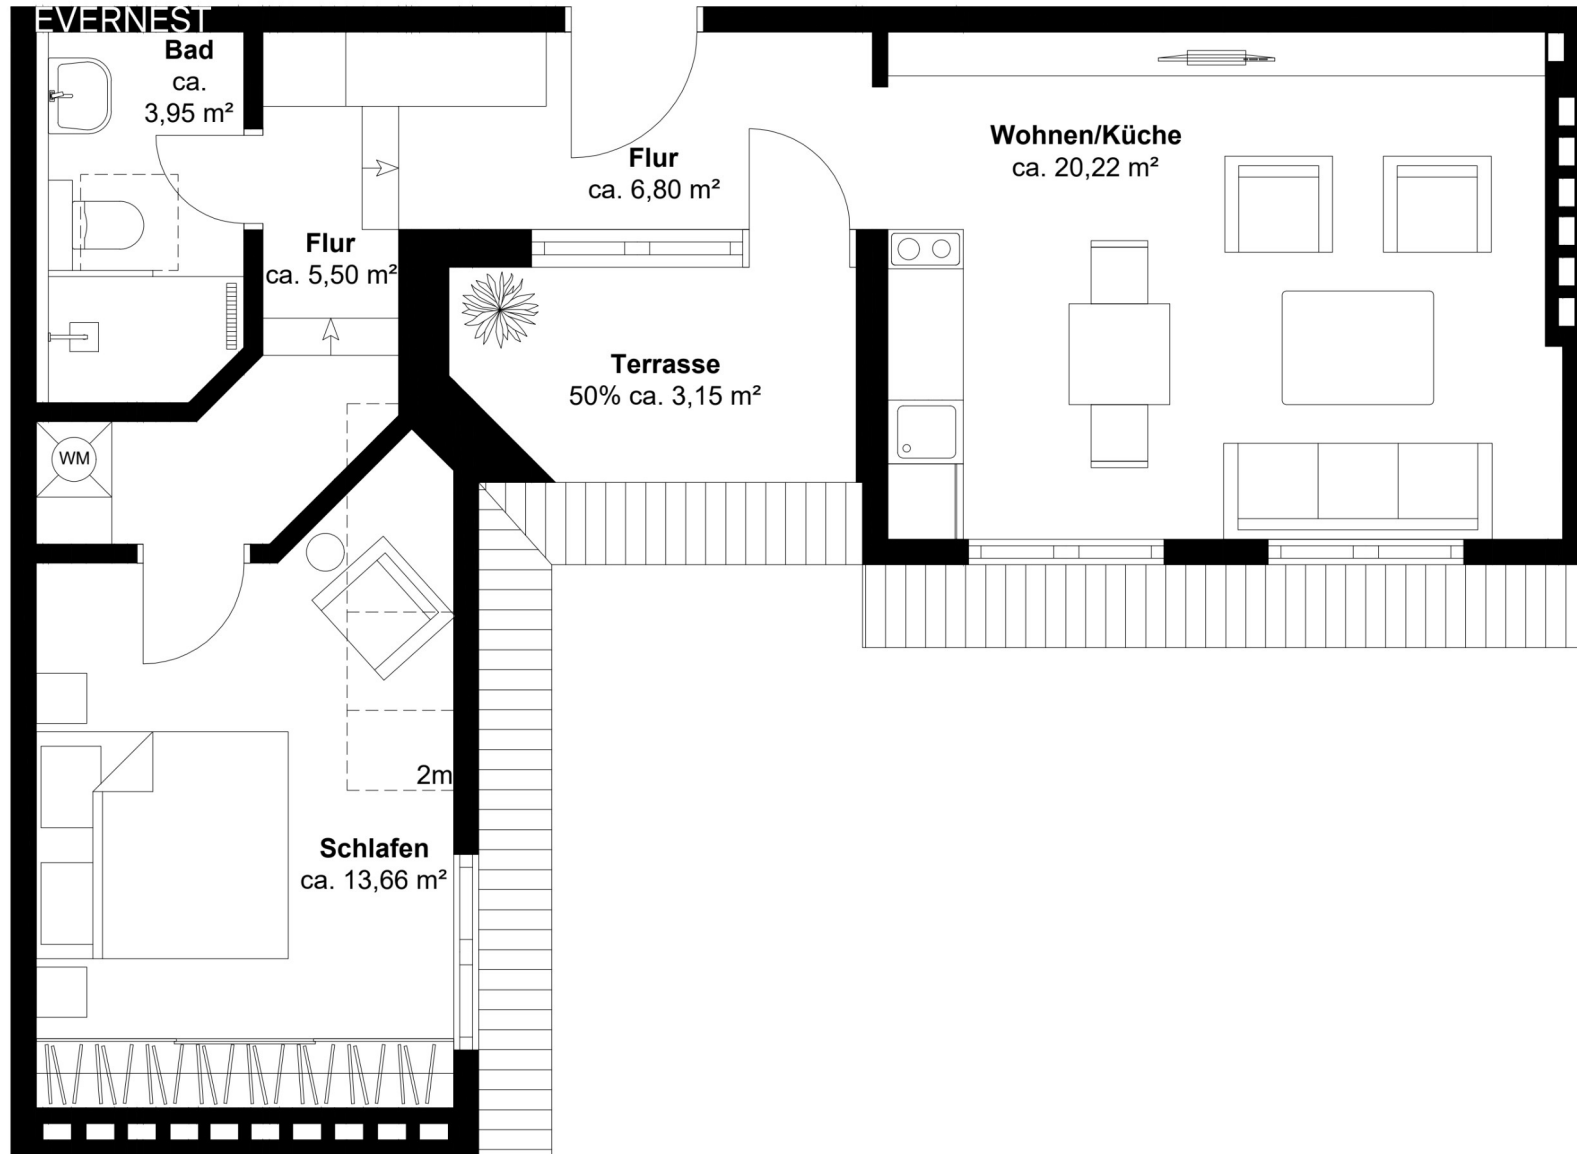 EVERNEST
Bad
ca.
3,95 m²
Flur
ca. 6,80 m²
Wohnen/Küche
ca. 20,22 m²
Flur
ca. 5,50 m²
Terrasse
50% ca. 3,15 m²
WM
2m
Schlafen
ca. 13,66 m²